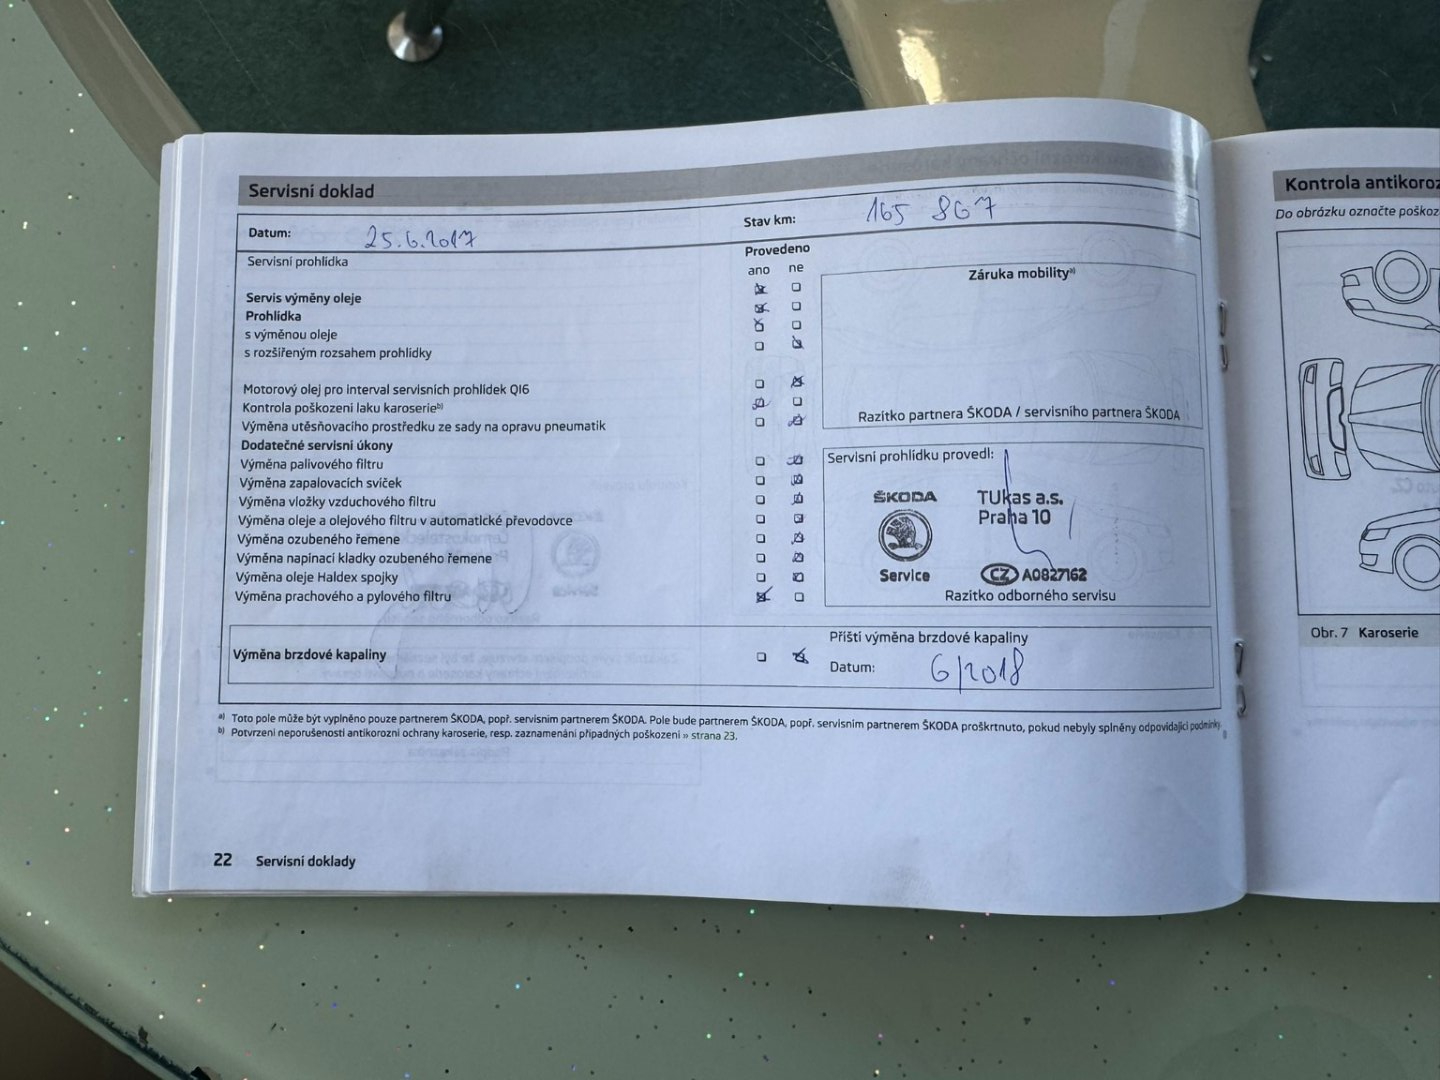 Servisní doklad
Datum: 25.6.2017
Stav km: 165 867
Servisní prohlídka
Provedeno
ano ne
Servis výměny oleje
Prohlídka
s výměnou oleje
s rozšířeným rozsahem prohlídky
Motorový olej pro interval servisních prohlídek QI6
Kontrola poškození laku karoserieb)
Výměna utěsňovacího prostředku ze sady na opravu pneumatik
Dodatečné servisní úkony
Výměna palivového filtru
Výměna zapalovacích svíček
Výměna vložky vzduchového filtru
Výměna oleje a olejového filtru v automatické převodovce
Výměna ozubeného řemene
Výměna napínací kladky ozubeného řemene
Výměna oleje Haldex spojky
Výměna prachového a pylového filtru
Záruka mobilitya)
Razítko partnera ŠKODA / servisního partnera ŠKODA
Servisní prohlídku provedl:
ŠKODA
Service
TUkas a.s.
Praha 10
CZ A0827162
Razítko odborného servisu
Výměna brzdové kapaliny
Příští výměna brzdové kapaliny
Datum: 6/2018
a) Toto pole může být vyplněno pouze partnerem ŠKODA, popř. servisním partnerem ŠKODA. Pole bude partnerem ŠKODA, popř. servisním partnerem ŠKODA proškrtnuto, pokud nebyly splněny odpovídající podmínky.
b) Potvrzení neporušenosti antikorozní ochrany karoserie, resp. zaznamenání případných poškození » strana 23.
22 Servisní doklady
Kontrola antikoroz
Do obrázku označte poškoz
Obr. 7 Karoserie